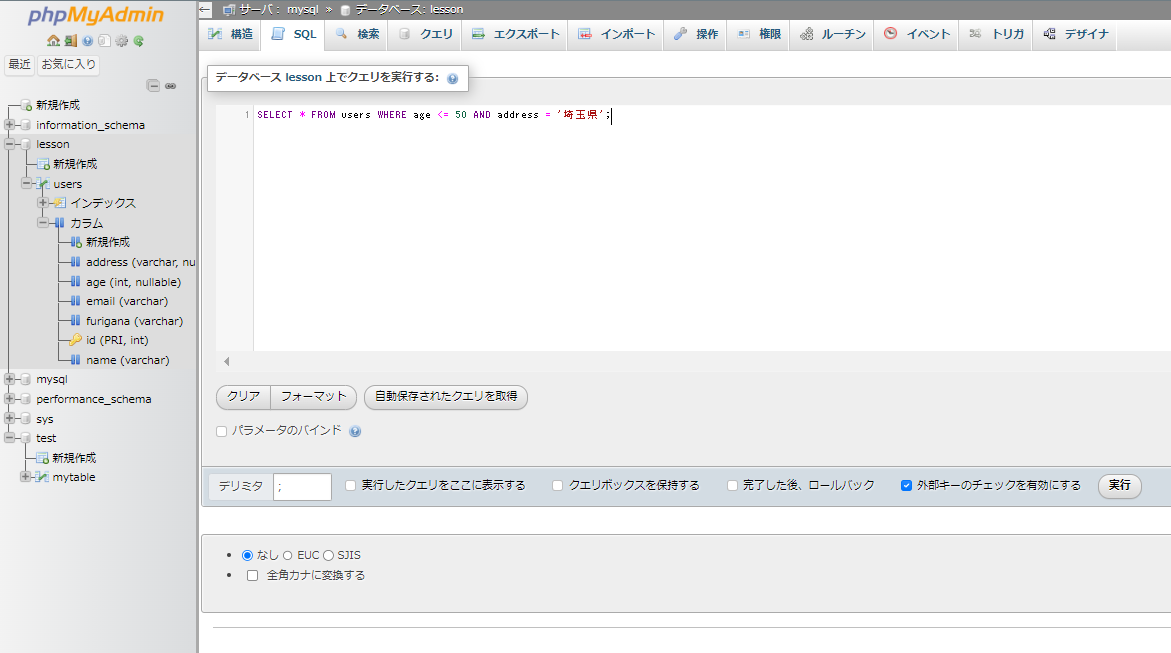 phpMyAdmin
最近 お気に入り
新規作成
information_schema
lesson
新規作成
users
インデックス
カラム
新規作成
address (varchar, nu
age (int, nullable)
email (varchar)
furigana (varchar)
id (PRI, int)
name (varchar)
mysql
performance_schema
sys
test
新規作成
mytable
← サーバ: mysql » データベース: lesson
構造 SQL 検索 クエリ エクスポート インポート 操作 権限 ルーチン イベント トリガ デザイナ
データベース lesson 上でクエリを実行する:
1 SELECT * FROM users WHERE age <= 50 AND address = '埼玉県';
クリア フォーマット 自動保存されたクエリを取得
パラメータのバインド
デリミタ ; 実行したクエリをここに表示する クエリボックスを保持する 完了した後、ロールバック 外部キーのチェックを有効にする 実行
• なし EUC SJIS
• 全角カナに変換する